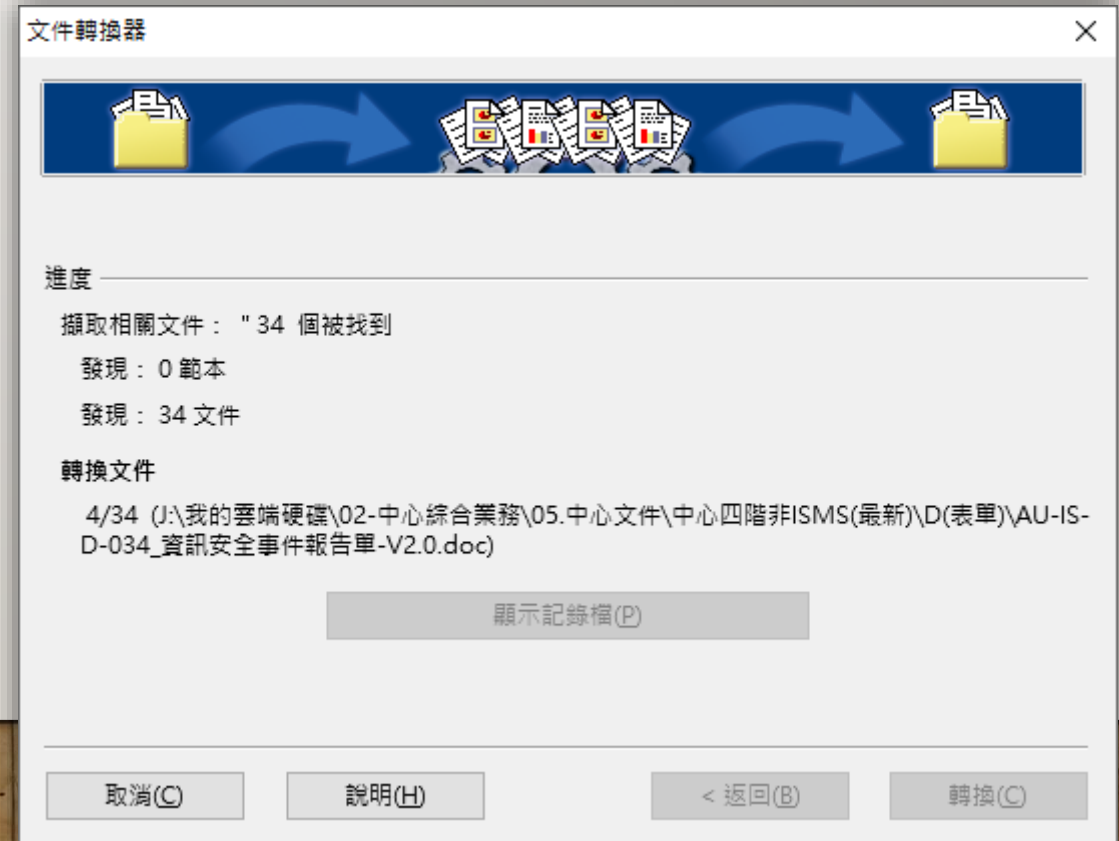 文件轉換器
進度
擷取相關文件： " 34 個被找到
發現： 0 範本
發現： 34 文件
轉換文件
4/34 (J:\我的雲端硬碟\02-中心綜合業務\05.中心文件\中心四階非ISMS(最新)\D(表單)\AU-IS-
D-034_資訊安全事件報告單-V2.0.doc)
顯示記錄檔(P)
取消(C)
說明(H)
< 返回(B)
轉換(C)